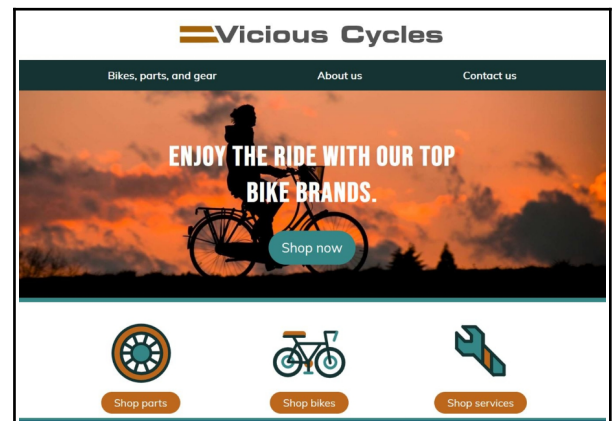 Vicious Cycles
Bikes, parts, and gear About us Contact us
ENJOY THE RIDE WITH OUR TOP
BIKE BRANDS.
Shop now
Shop parts Shop bikes Shop services